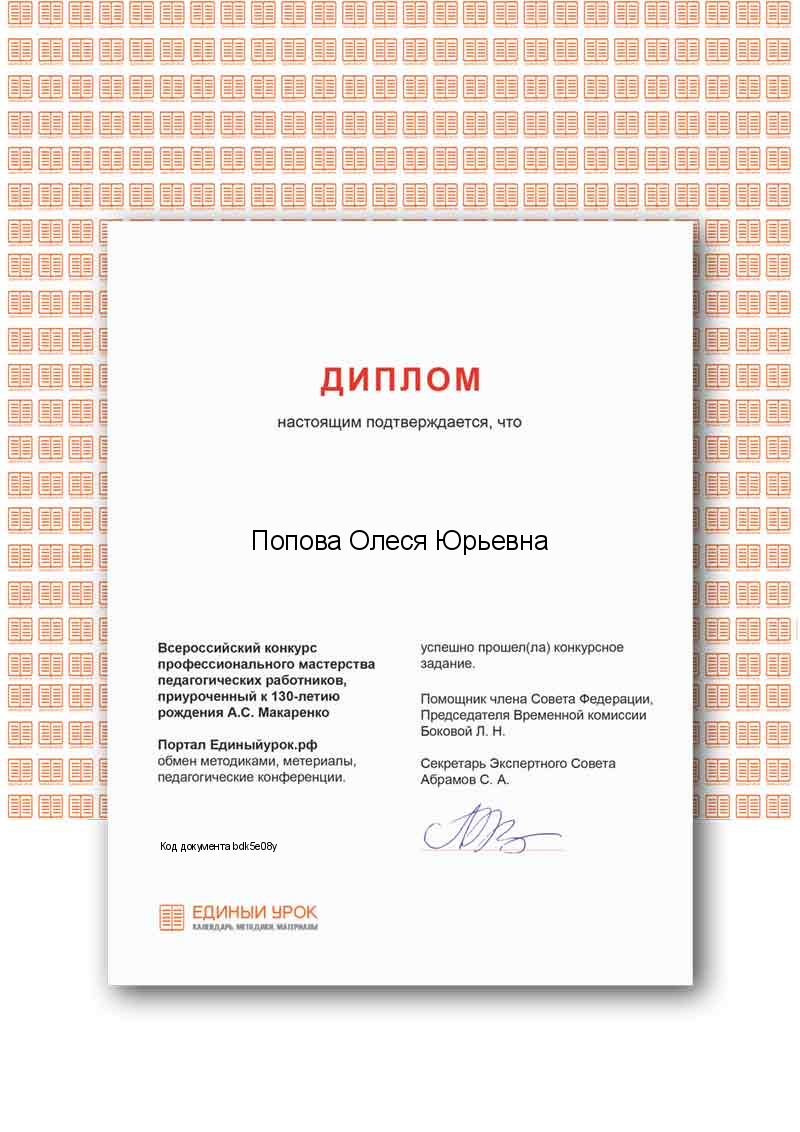 ДИПЛОМ
настоящим подтверждается, что
Попова Олеся Юрьевна
Всероссийский конкурс
профессионального мастерства
педагогических работников,
приуроченный к 130-летию
рождения А.С. Макаренко
Портал Единыйурок.рф
обмен методиками, метериалы,
педагогические конференции.
успешно прошел(ла) конкурсное
задание.
Помощник члена Совета Федерации,
Председателя Временной комиссии
Боковой Л. Н.
Секретарь Экспертного Совета
Абрамов С. А.
Код документа bdk5e08y
ЕДИНЫЙ УРОК
КАЛЕНДАРЬ, МЕТОДИКИ, МАТЕРИАЛЫ